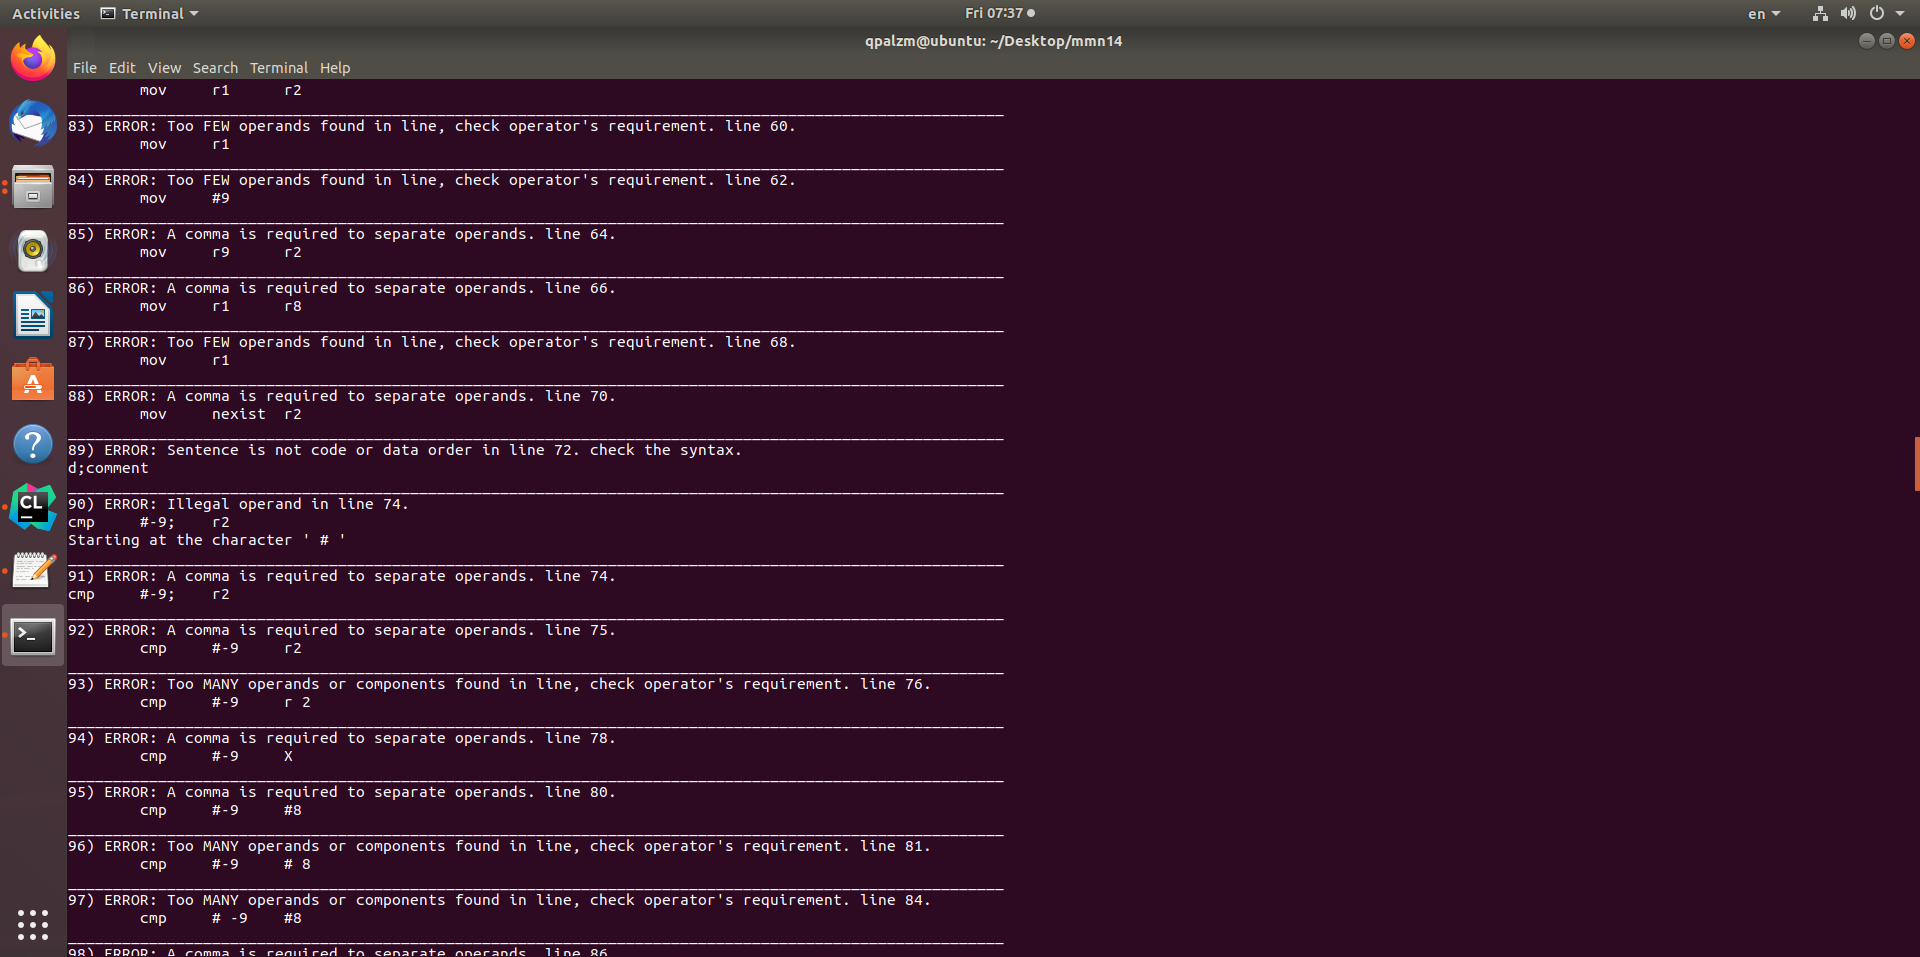 Activities Terminal Fri 07:37 en
qpalzm@ubuntu: ~/Desktop/mmn14
File Edit View Search Terminal Help
mov r1 r2
83) ERROR: Too FEW operands found in line, check operator's requirement. line 60.
mov r1
84) ERROR: Too FEW operands found in line, check operator's requirement. line 62.
mov #9
85) ERROR: A comma is required to separate operands. line 64.
mov r9 r2
86) ERROR: A comma is required to separate operands. line 66.
mov r1 r8
87) ERROR: Too FEW operands found in line, check operator's requirement. line 68.
mov r1
88) ERROR: A comma is required to separate operands. line 70.
mov nexist r2
89) ERROR: Sentence is not code or data order in line 72. check the syntax.
d;comment
90) ERROR: Illegal operand in line 74.
cmp #-9; r2
Starting at the character ' # '
91) ERROR: A comma is required to separate operands. line 74.
cmp #-9; r2
92) ERROR: A comma is required to separate operands. line 75.
cmp #-9 r2
93) ERROR: Too MANY operands or components found in line, check operator's requirement. line 76.
cmp #-9 r 2
94) ERROR: A comma is required to separate operands. line 78.
cmp #-9 X
95) ERROR: A comma is required to separate operands. line 80.
cmp #-9 #8
96) ERROR: Too MANY operands or components found in line, check operator's requirement. line 81.
cmp #-9 # 8
97) ERROR: Too MANY operands or components found in line, check operator's requirement. line 84.
cmp # -9 #8
98) ERROR: A comma is required to separate operands. line 86.
CL